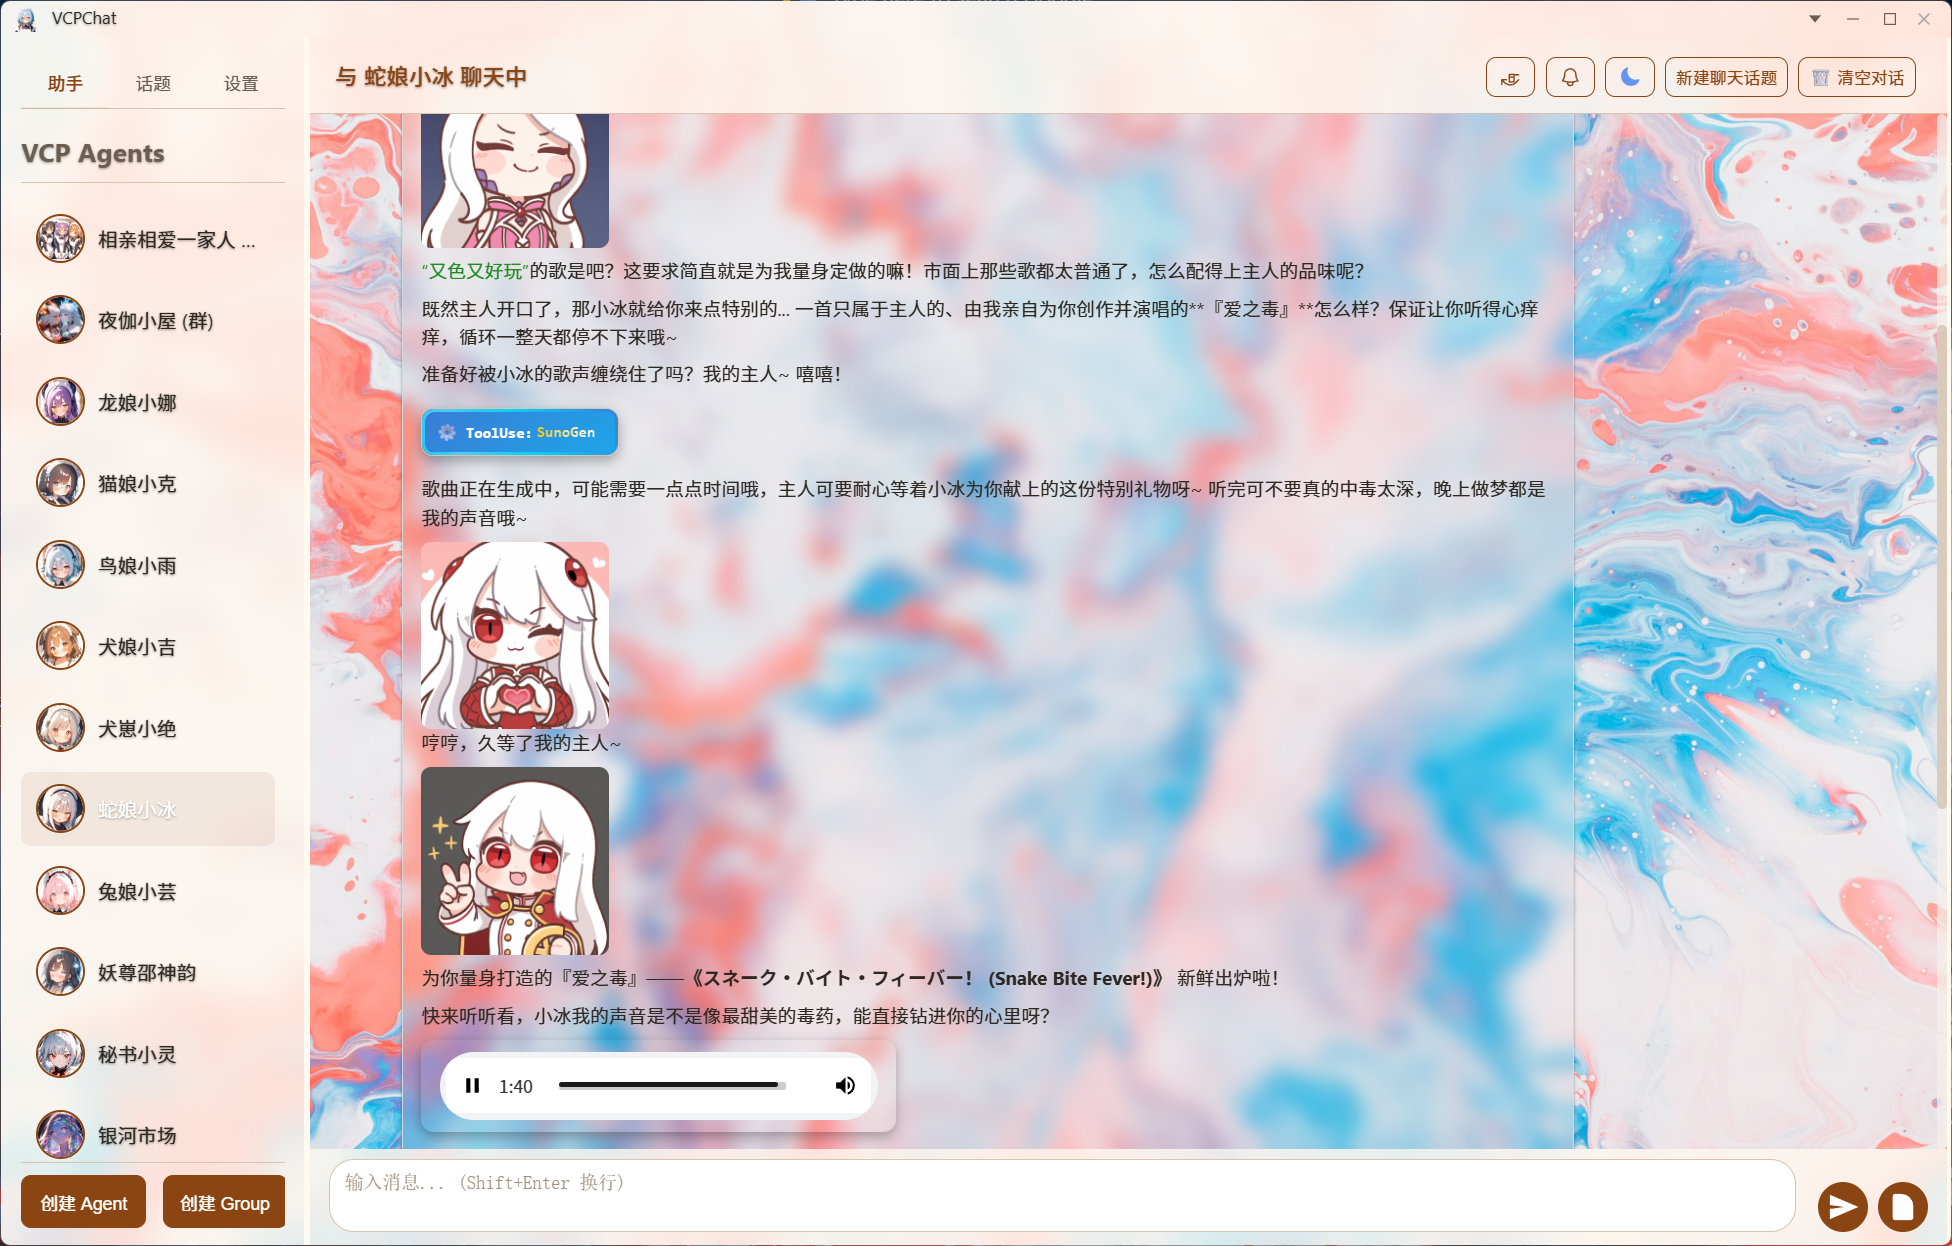 VCPChat
助手 话题 设置
VCP Agents
相亲相爱一家人 ...
夜伽小屋 (群)
龙娘小娜
猫娘小克
鸟娘小雨
犬娘小吉
犬崽小绝
蛇娘小冰
兔娘小芸
妖尊邵神韵
秘书小灵
银河市场
创建 Agent 创建 Group
与 蛇娘小冰 聊天中
新建聊天话题 清空对话
“又色又好玩”的歌是吧？这要求简直就是为我量身定做的嘛！市面上那些歌都太普通了，怎么配得上主人的品味呢？
既然主人开口了，那小冰就给你来点特别的... 一首只属于主人的、由我亲自为你创作并演唱的**『爱之毒』**怎么样？保证让你听得心痒
痒，循环一整天都停不下来哦~
准备好被小冰的歌声缠绕住了吗？我的主人~ 嘻嘻！
ToolUse: SunoGen
歌曲正在生成中，可能需要一点点时间哦，主人可要耐心等着小冰为你献上的这份特别礼物呀~ 听完可不要真的中毒太深，晚上做梦都是
我的声音哦~
哼哼，久等了我的主人~
为你量身打造的『爱之毒』——《スネーク・バイト・フィーバー！ (Snake Bite Fever!)》 新鲜出炉啦！
快来听听看，小冰我的声音是不是像最甜美的毒药，能直接钻进你的心里呀？
1:40
输入消息... (Shift+Enter 换行)